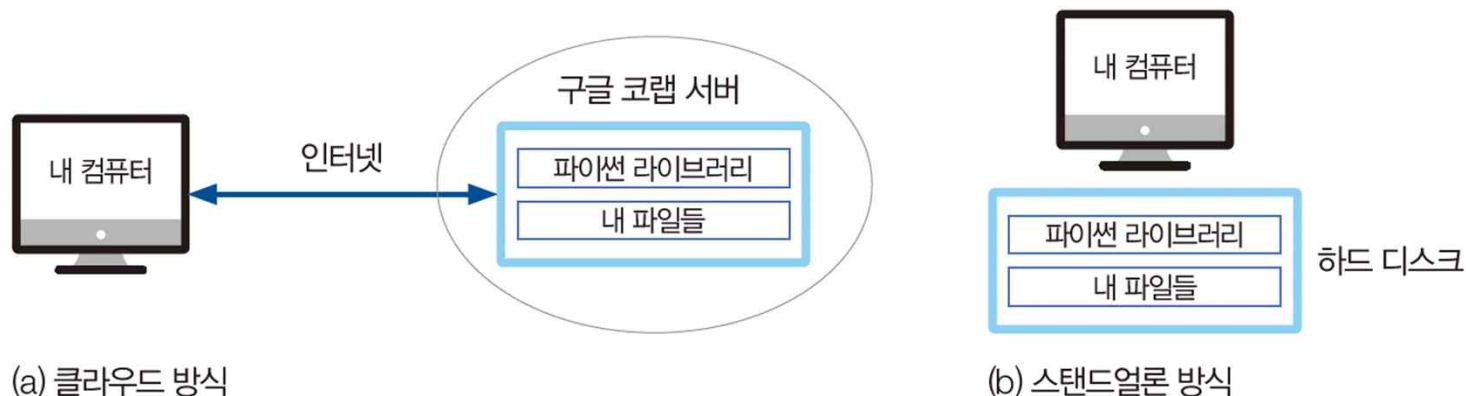 구글 코랩 서버
내 컴퓨터
인터넷
파이썬 라이브러리
내 파일들
(a) 클라우드 방식
내 컴퓨터
파이썬 라이브러리
내 파일들
하드 디스크
(b) 스탠드얼론 방식